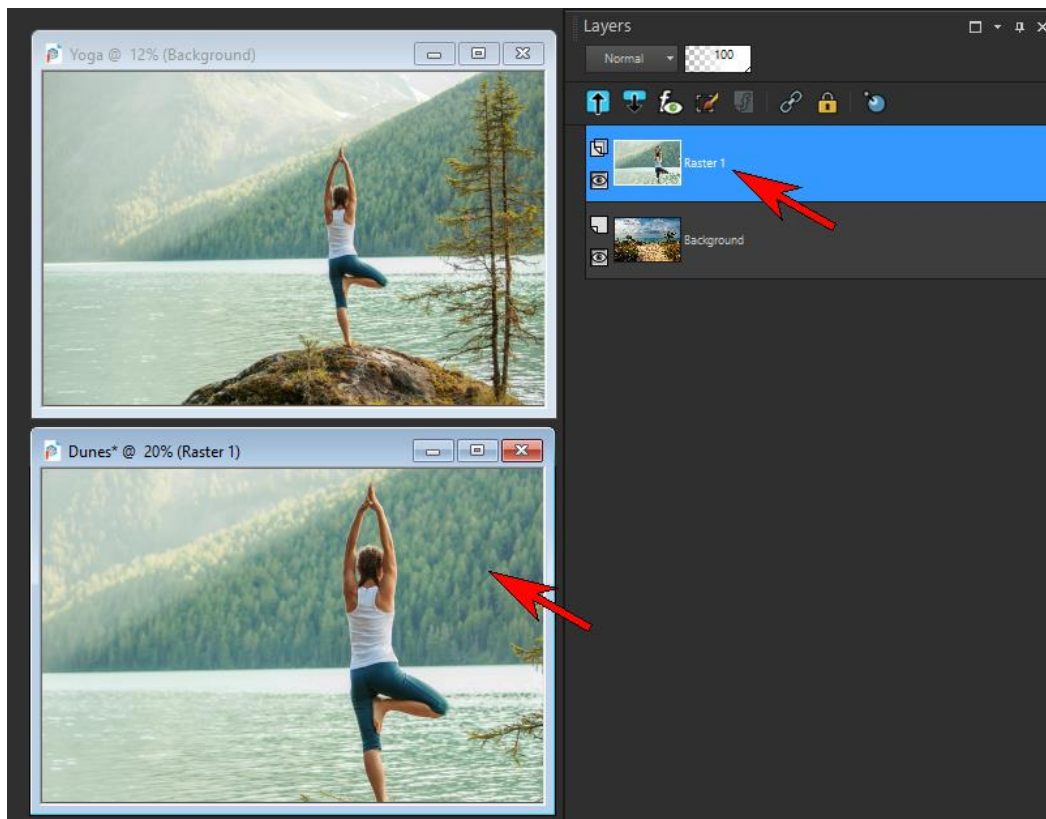 Yoga @ 12% (Background)
Dunes* @ 20% (Raster 1)
Layers
Normal
100
Raster 1
Background